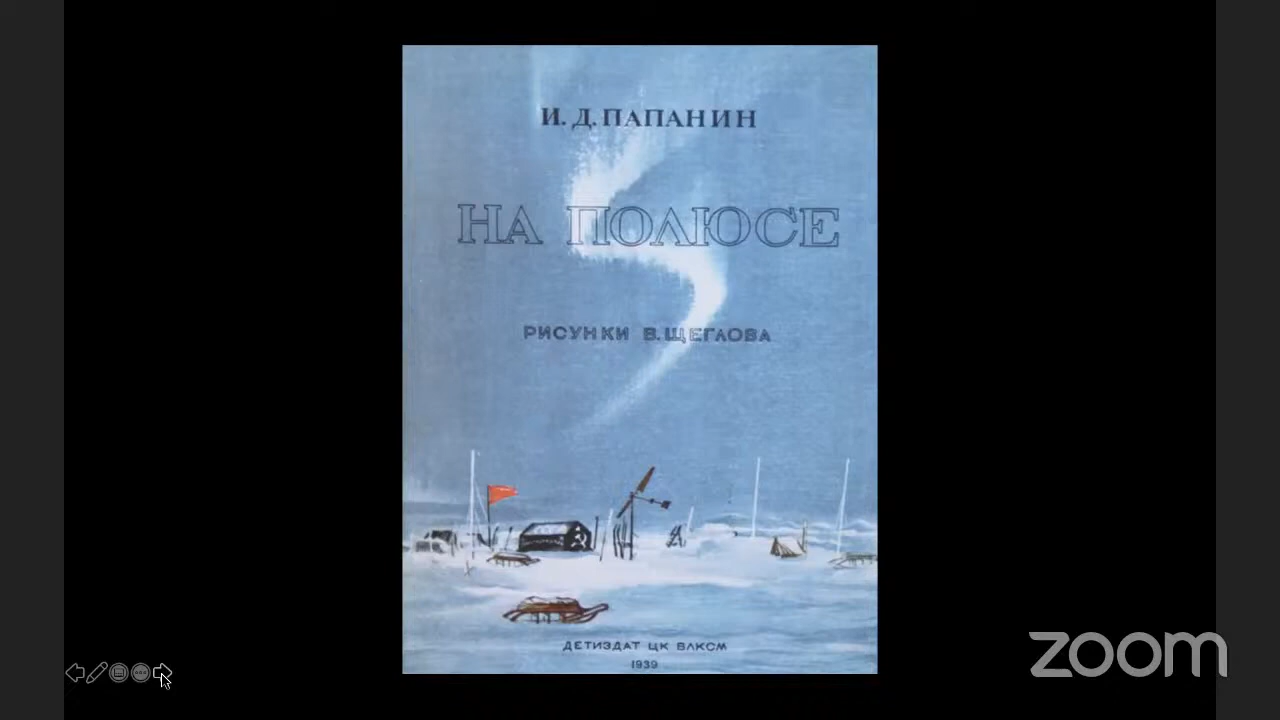 И. Д. ПАПАНИН
НА ПОЛЮСЕ
РИСУНКИ В. ЩЕГЛОВА
ДЕТИЗДАТ ЦК ВЛКСМ
1939
zoom